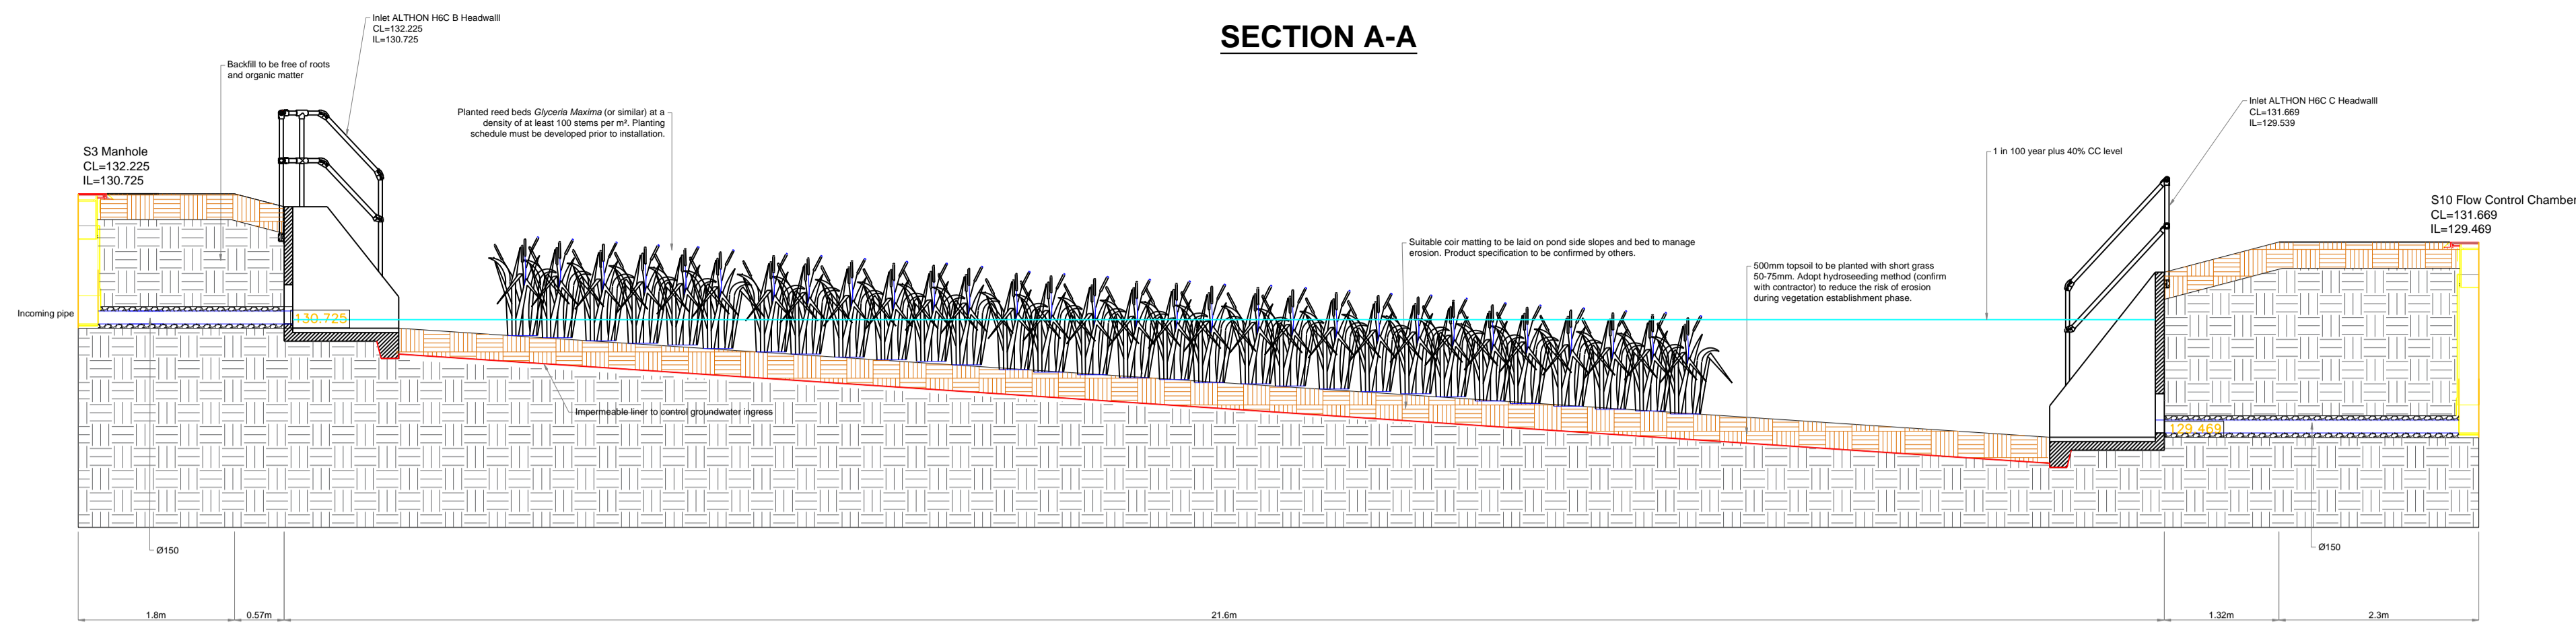 SECTION A-A
Inlet ALTHON H6C B Headwalll
CL=132.225
IL=130.725
Backfill to be free of roots
and organic matter
Planted reed beds Glyceria Maxima (or similar) at a
density of at least 100 stems per m². Planting
schedule must be developed prior to installation.
Inlet ALTHON H6C C Headwalll
CL=131.669
IL=129.539
1 in 100 year plus 40% CC level
S3 Manhole
CL=132.225
IL=130.725
S10 Flow Control Chamber
CL=131.669
IL=129.469
Suitable coir matting to be laid on pond side slopes and bed to manage
erosion. Product specification to be confirmed by others.
500mm topsoil to be planted with short grass
50-75mm. Adopt hydroseeding method (confirm
with contractor) to reduce the risk of erosion
during vegetation establishment phase.
Incoming pipe
130.725
Impermeable liner to control groundwater ingress
129.469
Ø150
Ø150
1.8m
0.57m
21.6m
1.32m
2.3m